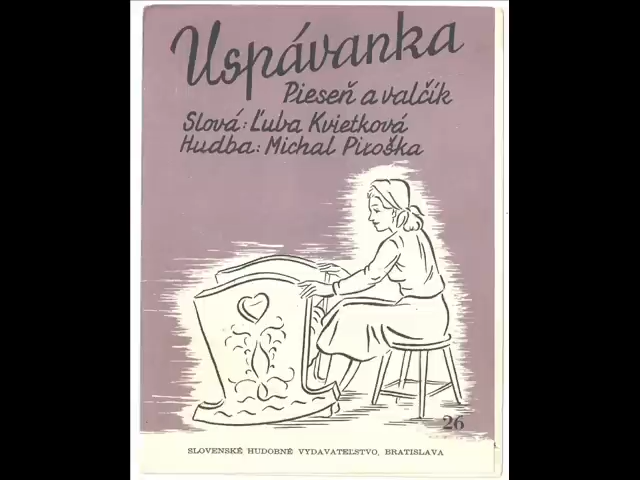 Uspávanka
Pieseň a valčík
Slová: Ľuba Kvietková
Hudba: Michal Piroška
26
SLOVENSKÉ HUDOBNÉ VYDAVATEĽSTVO, BRATISLAVA